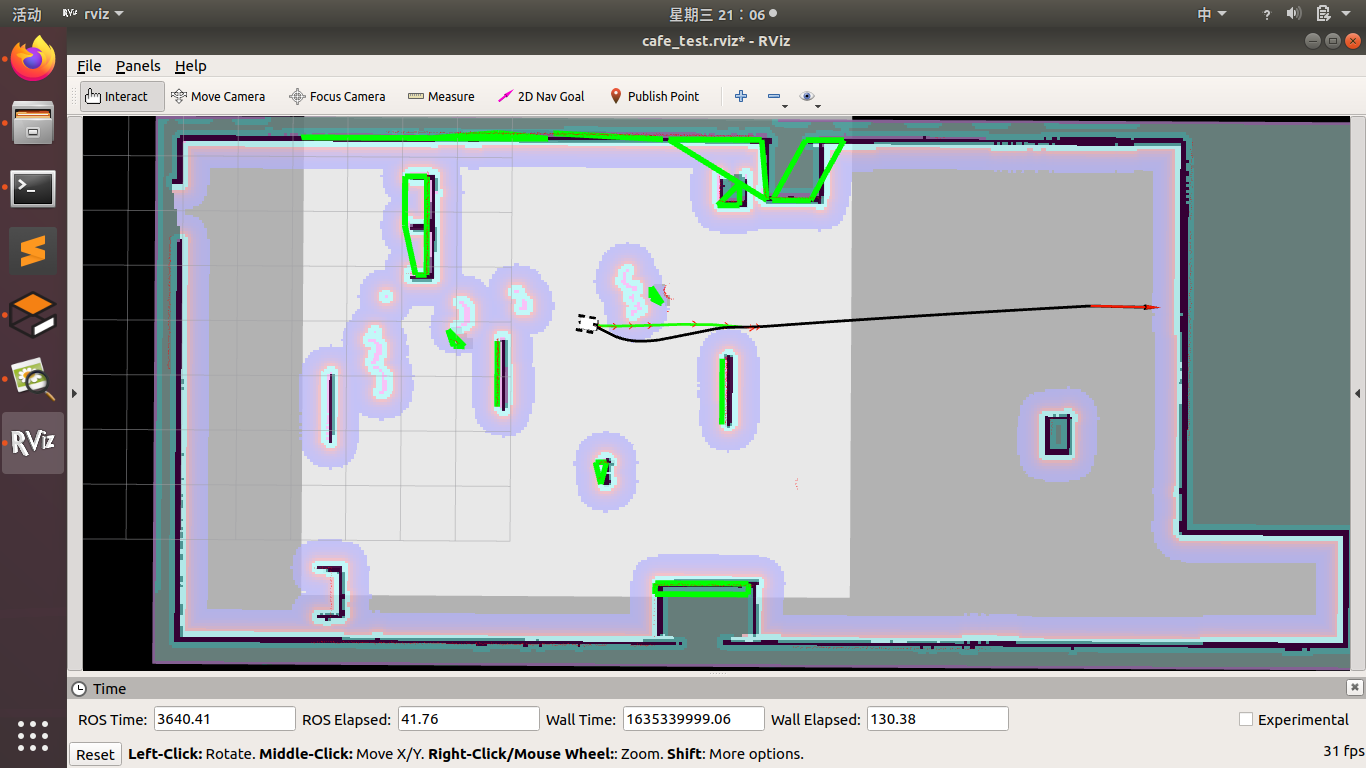 活动 RViz rviz 星期三 21：06 中 ?
cafe_test.rviz* - RViz
File Panels Help
Interact Move Camera Focus Camera Measure 2D Nav Goal Publish Point
RViz
Time
ROS Time: 3640.41 ROS Elapsed: 41.76 Wall Time: 1635339999.06 Wall Elapsed: 130.38 Experimental
Reset Left-Click: Rotate. Middle-Click: Move X/Y. Right-Click/Mouse Wheel:: Zoom. Shift: More options. 31 fps